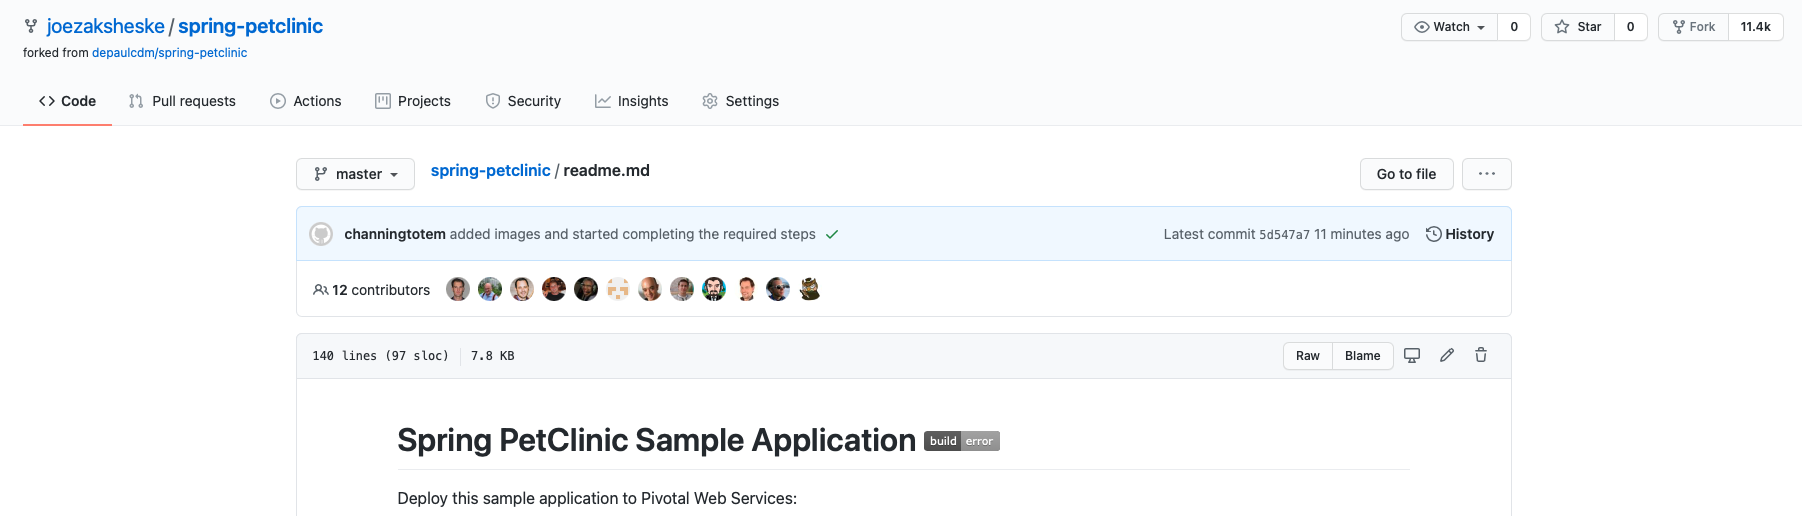 joezaksheske / spring-petclinic
Watch 0 Star 0 Fork 11.4k
forked from depaulcdm/spring-petclinic
Code Pull requests Actions Projects Security Insights Settings
master spring-petclinic / readme.md Go to file ...
channingtotem added images and started completing the required steps Latest commit 5d547a7 11 minutes ago History
12 contributors
140 lines (97 sloc) 7.8 KB Raw Blame
Spring PetClinic Sample Application build error
Deploy this sample application to Pivotal Web Services: